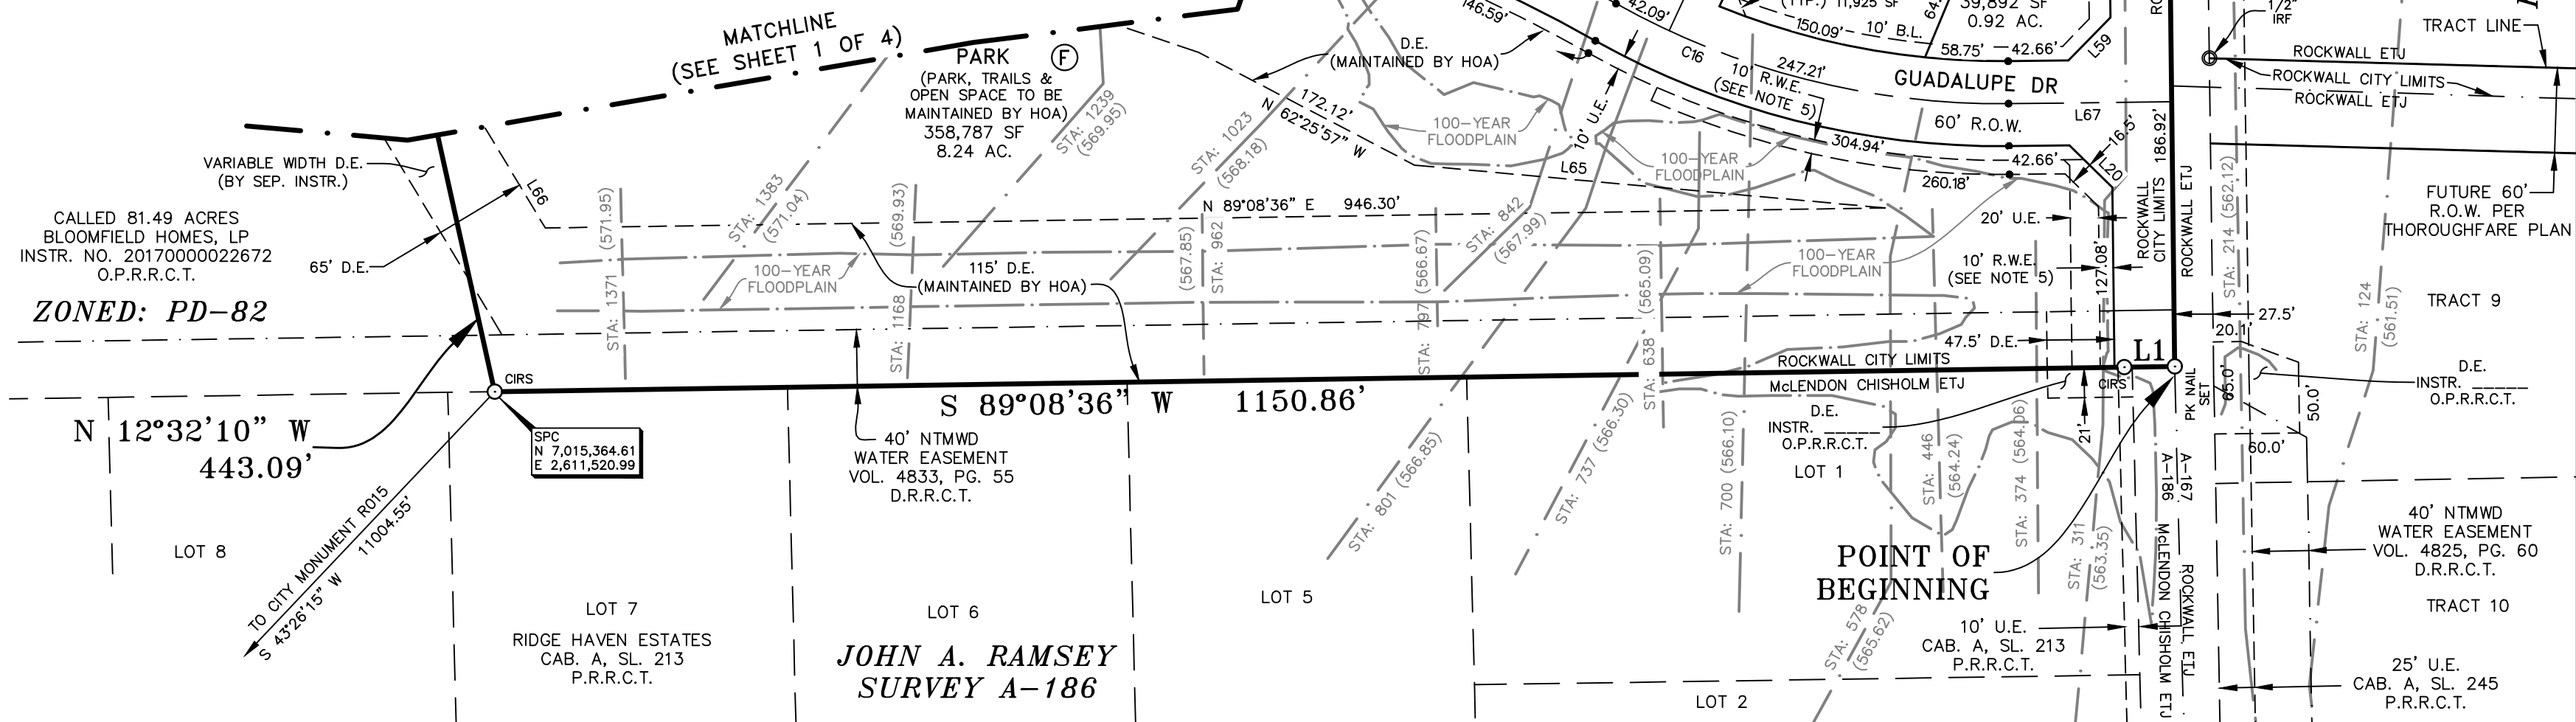 MATCHLINE
(SEE SHEET 1 OF 4)
PARK
F
(PARK, TRAILS &
OPEN SPACE TO BE
MAINTAINED BY HOA)
358,787 SF
8.24 AC.
VARIABLE WIDTH D.E.
(BY SEP. INSTR.)
CALLED 81.49 ACRES
BLOOMFIELD HOMES, LP
INSTR. NO. 20170000022672
O.P.R.R.C.T.
ZONED: PD-82
65' D.E.
L66
N 12°32'10" W
443.09'
CIRS
SPC
N 7,015,364.61
E 2,611,520.99
TO CITY MONUMENT R015
S 43°26'15" W 11004.55'
STA: 1371 (571.95)
STA: 1383
(571.04)
STA: 1168 (569.93)
STA: 1239
(569.95)
STA: 1023
(568.18)
(567.85)
STA: 962
STA: 842
(567.99)
STA: 797 (566.67)
STA: 638 (565.09)
STA: 801 (566.85)
STA: 737 (566.30)
STA: 700 (566.10)
STA: 446
(564.24)
STA: 374 (564.06)
STA: 311
(563.35)
STA: 578
(565.62)
STA: 214 (562.12)
STA: 124
(561.51)
100-YEAR
FLOODPLAIN
115' D.E.
(MAINTAINED BY HOA)
N 89°08'36" E 946.30'
S 89°08'36" W 1150.86'
40' NTMWD
WATER EASEMENT
VOL. 4833, PG. 55
D.R.R.C.T.
D.E.
(MAINTAINED BY HOA)
172.12'
N 62°25'57" W
100-YEAR
FLOODPLAIN
10' U.E.
L65
100-YEAR
FLOODPLAIN
100-YEAR
FLOODPLAIN
46.59'
42.09'
C16
247.21'
10' R.W.E.
(SEE NOTE 5)
304.94'
260.18'
(TYP.) 11,925 SF
39,892 SF
0.92 AC.
150.09'
10' B.L.
58.75'
42.66'
L59
GUADALUPE DR
60' R.O.W.
L67
16.5'
42.66'
L20
20' U.E.
10' R.W.E.
(SEE NOTE 5)
127.08'
47.5' D.E.
ROCKWALL
CITY LIMITS 186.92'
ROCKWALL ETJ
1/2"
IRF
TRACT LINE
ROCKWALL ETJ
ROCKWALL CITY LIMITS
ROCKWALL ETJ
FUTURE 60'
R.O.W. PER
THOROUGHFARE PLAN
TRACT 9
27.5'
20.1'
65.0'
50.0'
60.0'
D.E.
INSTR. _____
O.P.R.R.C.T.
ROCKWALL CITY LIMITS
McLENDON CHISHOLM ETJ
L1
CIRS
PK NAIL
SET
21'
D.E.
INSTR. _____
O.P.R.R.C.T.
LOT 1
POINT OF
BEGINNING
A-167
A-186
McLENDON CHISHOLM ETJ
ROCKWALL ETJ
10' U.E.
CAB. A, SL. 213
P.R.R.C.T.
40' NTMWD
WATER EASEMENT
VOL. 4825, PG. 60
D.R.R.C.T.
TRACT 10
25' U.E.
CAB. A, SL. 245
P.R.R.C.T.
LOT 8
LOT 7
RIDGE HAVEN ESTATES
CAB. A, SL. 213
P.R.R.C.T.
LOT 6
JOHN A. RAMSEY
SURVEY A-186
LOT 5
LOT 2